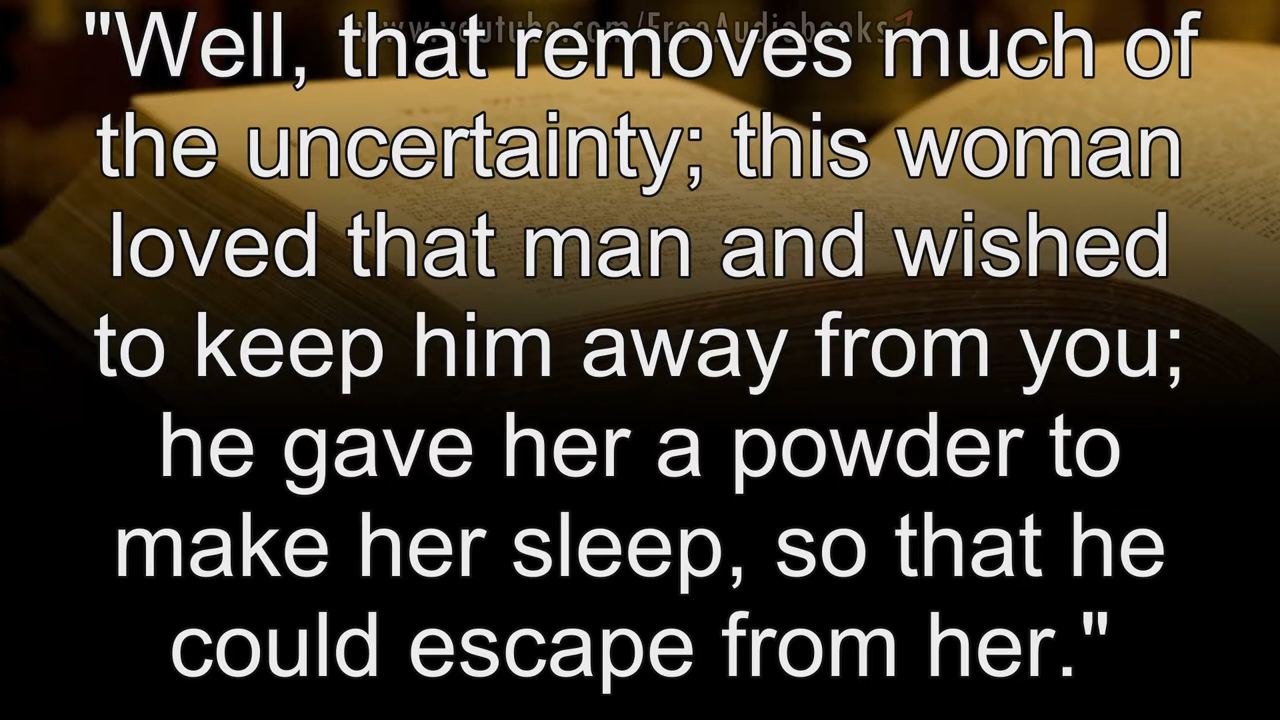 www.youtube.com/FreeAudiobooks
"Well, that removes much of
the uncertainty; this woman
loved that man and wished
to keep him away from you;
he gave her a powder to
make her sleep, so that he
could escape from her."